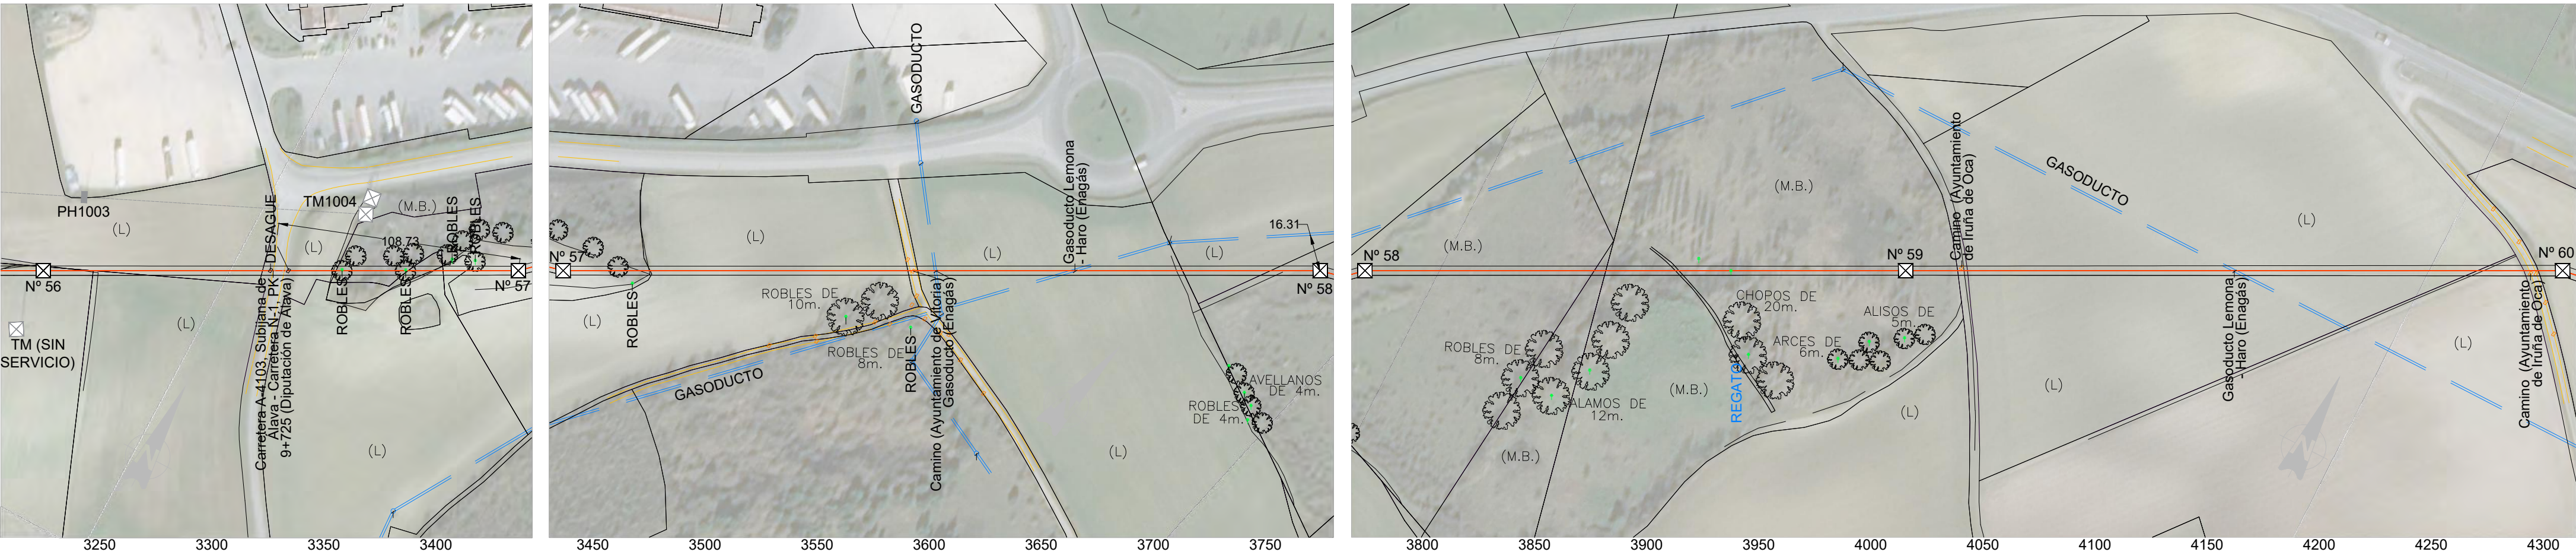 PH1003
(L)
Nº 56
(L)
TM (SIN
SERVICIO)
Carretera A-4103, Subijana de
Alava - Carretera N-1, PK
9+725 (Diputación de Alava)
DESAGUE
TM1004
(M.B.)
(L)
108.73
ROBLES
ROBLES
ROBLES
ROBLES
Nº 57
(L)
3250
3300
3350
3400
GASODUCTO
Nº 57
(L)
(L)
ROBLES
ROBLES DE
10m.
ROBLES DE
8m.
GASODUCTO
ROBLES
Camino (Ayuntamiento de Vitoria)
Gasoducto (Enagás)
(L)
Gasoducto Lemona
- Haro (Enagás)
(L)
16.31
Nº 58
AVELLANOS
DE 4m.
ROBLES
DE 4m.
(L)
3450
3500
3550
3600
3650
3700
3750
Nº 58
(M.B.)
(M.B.)
Nº 59
Camino (Ayuntamiento
de Iruña de Oca)
GASODUCTO
(L)
Nº 60
CHOPOS DE
20m.
ALISOS DE
5m.
ARCES DE
6m.
ROBLES DE
8m.
REGATON
(M.B.)
ALAMOS DE
12m.
(M.B.)
(L)
(L)
(L)
Gasoducto Lemona
- Haro (Enagás)
Camino (Ayuntamiento
de Iruña de Oca)
3800
3850
3900
3950
4000
4050
4100
4150
4200
4250
4300